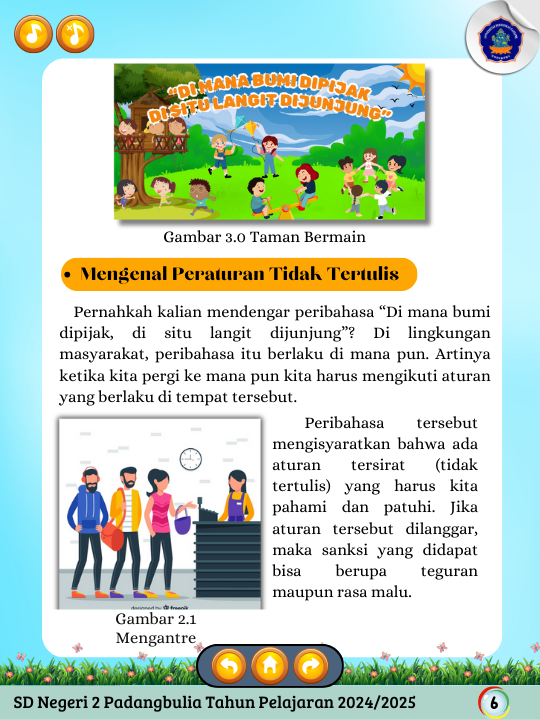 "DI MANA BUMI DIPIJAK
DI SITU LANGIT DIJUNJUNG"
Gambar 3.0 Taman Bermain
• Mengenal Peraturan Tidak Tertulis
Pernahkah kalian mendengar peribahasa “Di mana bumi
dipijak, di situ langit dijunjung”? Di lingkungan
masyarakat, peribahasa itu berlaku di mana pun. Artinya
ketika kita pergi ke mana pun kita harus mengikuti aturan
yang berlaku di tempat tersebut.
Peribahasa tersebut
mengisyaratkan bahwa ada
aturan tersirat (tidak
tertulis) yang harus kita
pahami dan patuhi. Jika
aturan tersebut dilanggar,
maka sanksi yang didapat
bisa berupa teguran
maupun rasa malu.
designed by freepik
Gambar 2.1
Mengantre
SD Negeri 2 Padangbulia Tahun Pelajaran 2024/2025
6